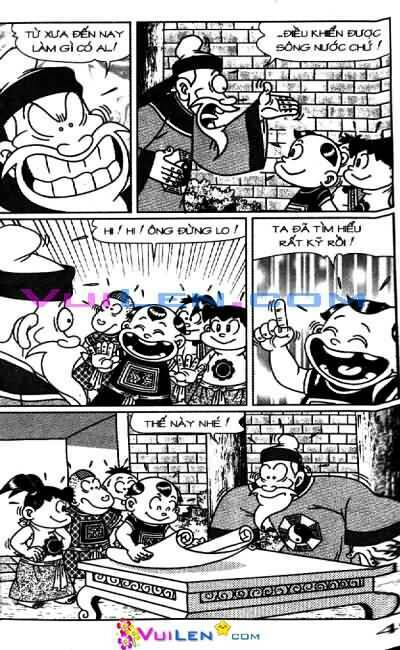 TỪ XƯA ĐẾN NAY
LÀM GÌ CÓ AI...!
...ĐIỀU KHIỂN ĐƯỢC
SÔNG NƯỚC CHỨ !
HI ! HI ! ÔNG ĐỪNG LO !
TA ĐÃ TÌM HIỂU
RẤT KỸ RỒI !
VUILEN.COM
THẾ NÀY NHÉ !
4
VUILEN.COM